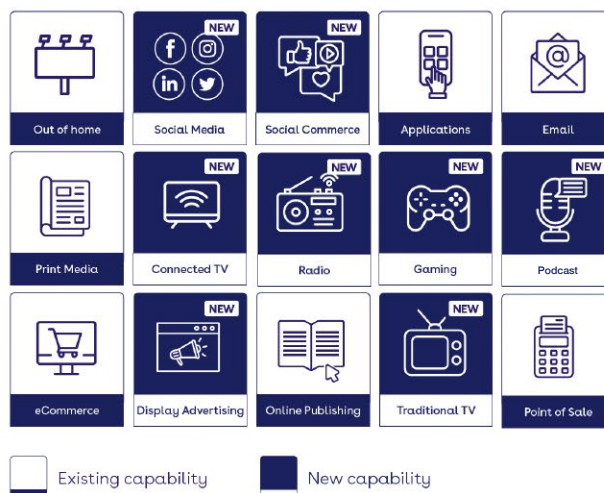 NEW
NEW
Out of home
Social Media
Social Commerce
Applications
Email
NEW
NEW
NEW
NEW
Print Media
Connected TV
Radio
Gaming
Podcast
NEW
NEW
eCommerce
Display Advertising
Online Publishing
Traditional TV
Point of Sale
Existing capability
New capability